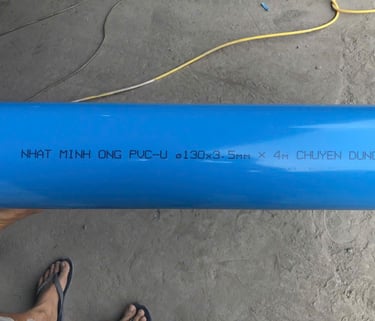 NHAT MINH ONG PVC-U ø130x3.5mm X 4m CHUYEN DUNG